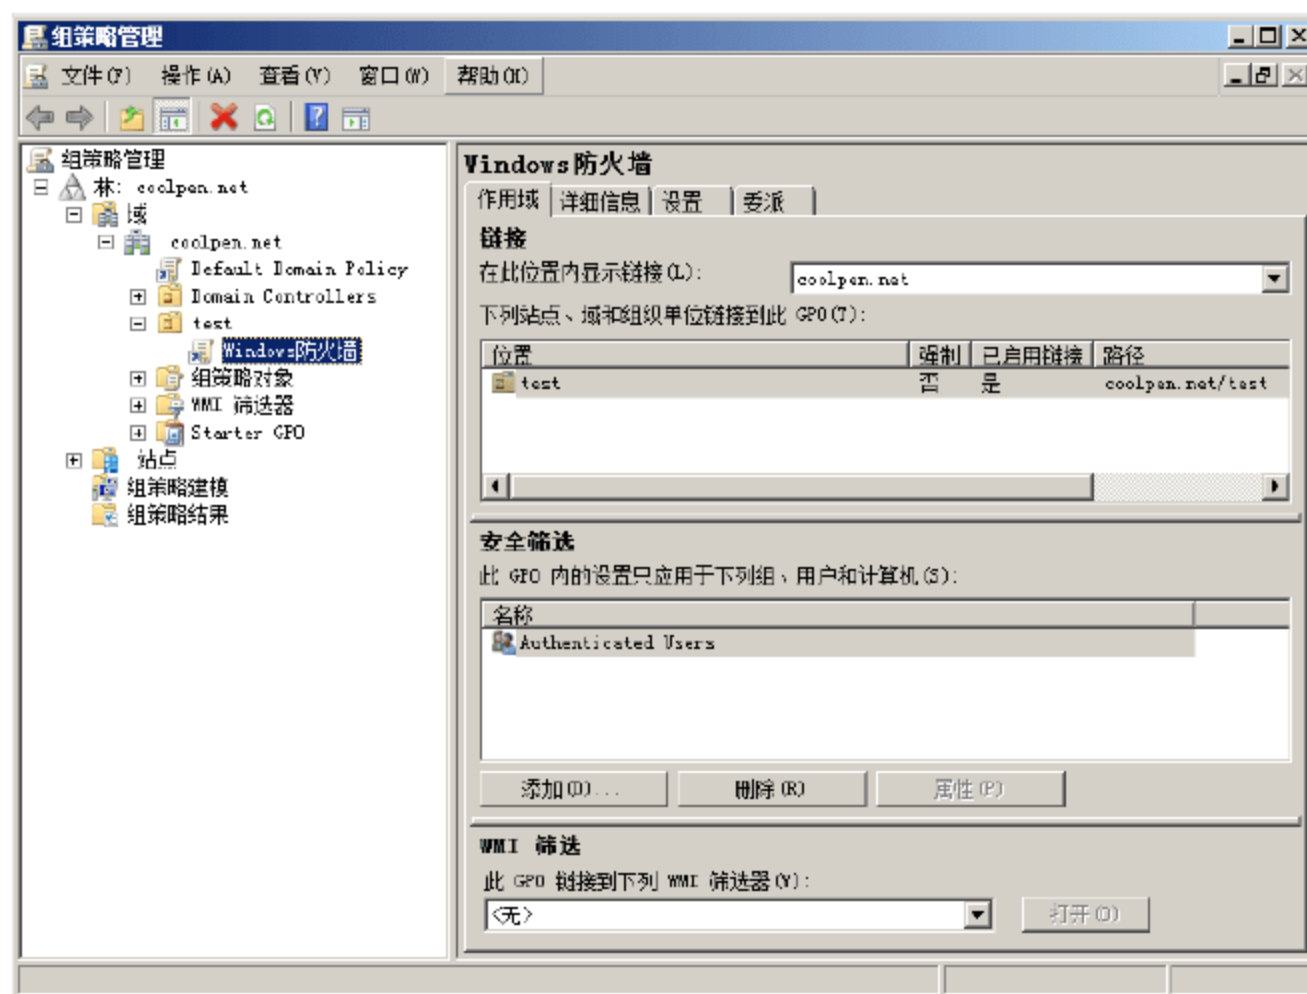 组策略管理
文件(F) 操作(A) 查看(V) 窗口(W) 帮助(H)
组策略管理
林: coolpen.net
域
coolpen.net
Default Domain Policy
Domain Controllers
test
Windows防火墙
组策略对象
WMI 筛选器
Starter GPO
站点
组策略建模
组策略结果
Windows防火墙
作用域 详细信息 设置 委派
链接
在此位置内显示链接(L): coolpen.net
下列站点、域和组织单位链接到此 GPO(T):
位置 强制 已启用链接 路径
test 否 是 coolpen.net/test
安全筛选
此 GPO 内的设置只应用于下列组、用户和计算机(S):
名称
Authenticated Users
添加(D)... 删除(R) 属性(P)
WMI 筛选
此 GPO 链接到下列 WMI 筛选器(W):
<无> 打开(O)